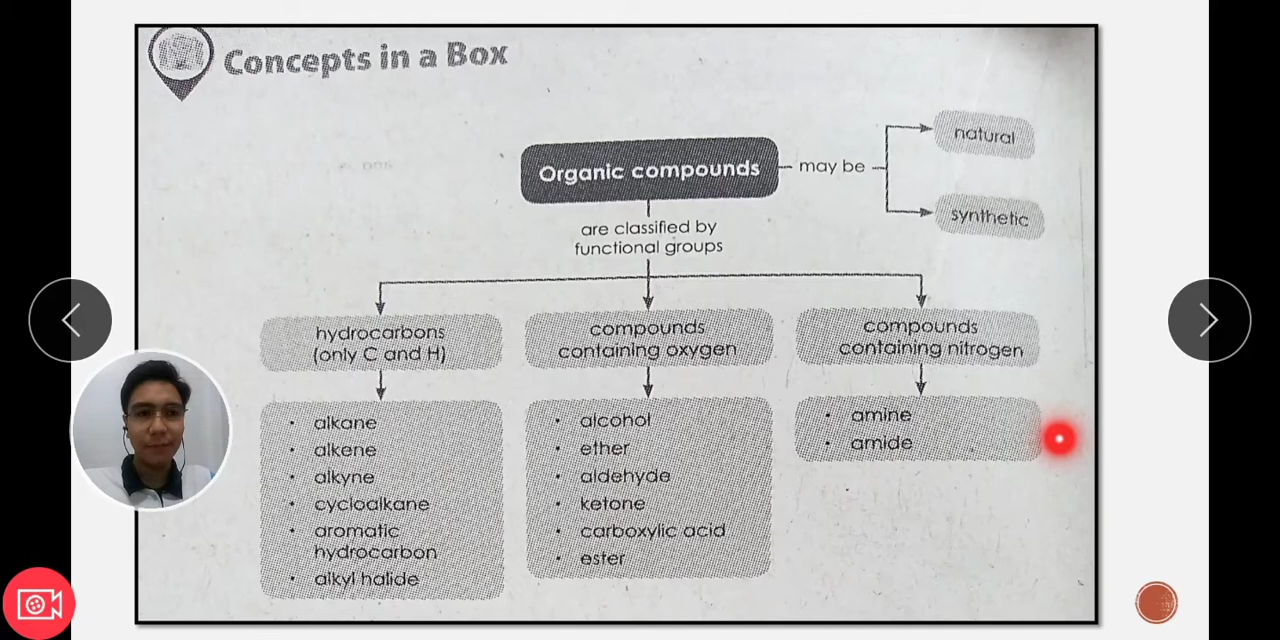 Concepts in a Box
Organic compounds
may be
natural
synthetic
are classified by
functional groups
hydrocarbons
(only C and H)
compounds
containing oxygen
compounds
containing nitrogen
• alkane
• alkene
• alkyne
• cycloalkane
• aromatic
hydrocarbon
• alkyl halide
• alcohol
• ether
• aldehyde
• ketone
• carboxylic acid
• ester
• amine
• amide